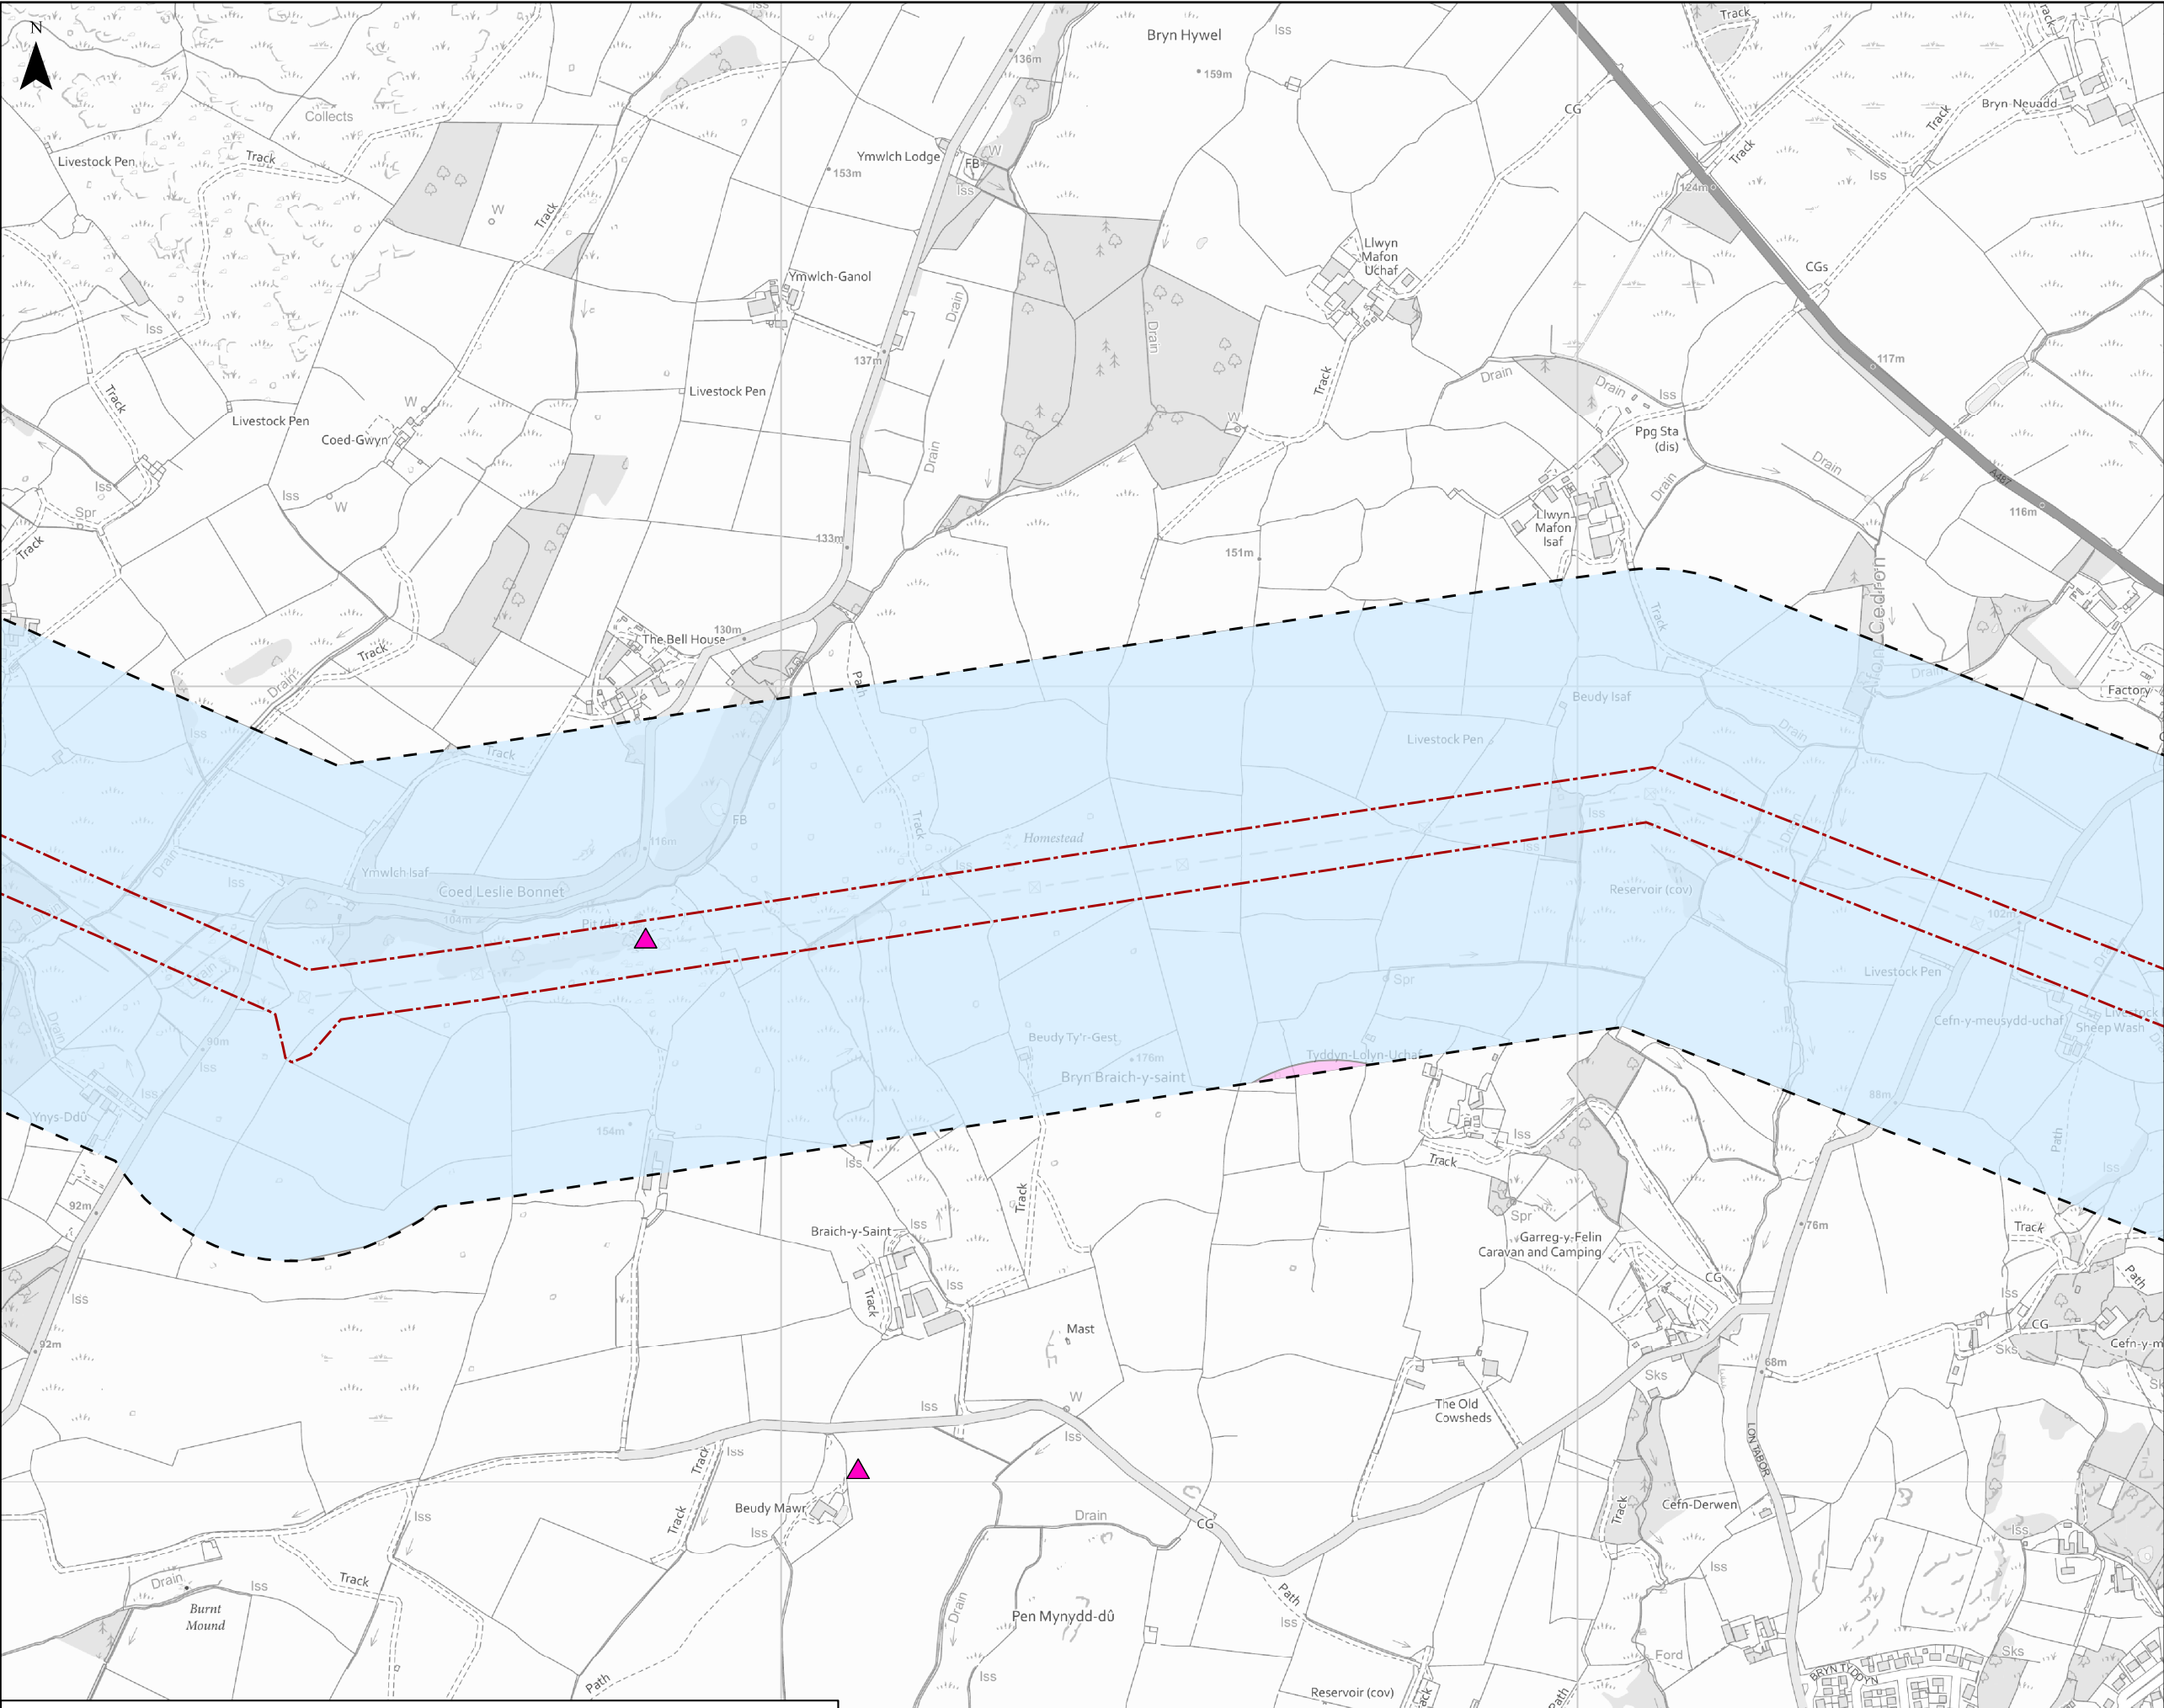 N
Iss
Bryn Hywel
Iss
Track
Track
136m
159m
CG
Bryn-Neuadd
Collects
Track
Livestock Pen
Track
Ymwlch Lodge
FB
W
Track
153m
Iss
Iss
124m
W
Track
Llwyn
Mafon
Uchaf
CGs
Ymwlch-Ganol
Drain
Iss
Drain
137m
117m
Track
Livestock Pen
Track
Drain
Drain
Iss
W
Livestock Pen
W
Coed-Gwyn
Ppg Sta
(dis)
Drain
Drain
Drain
Iss
Iss
W
A487
Spr
Llwyn
Mafon
Isaf
116m
Track
133m
151m
Afon Cedron
Track
130m
The Bell House
Track
Drain
Path
Beudy Isaf
Drain
Factory
Iss
Track
Livestock Pen
Drain
FB
Track
Homestead
Iss
Drain
116m
Drain
Iss
Iss
Ymwlch Isaf
Iss
Coed Leslie Bonnet
Reservoir (cov)
Drain
104m
Pit (dis)
102m
Drain
Drain
Livestock Pen
Spr
Drain
Cefn-y-meusydd-uchaf
Livestock
Sheep Wash
90m
Beudy Ty'r-Gest
Iss
176m
Tyddyn-Lolyn-Uchaf
Bryn Braich-y-saint
Iss
88m
Ynys-Ddû
154m
Iss
Path
Iss
Track
Iss
92m
Track
Spr
Braich-y-Saint
Iss
76m
Track
Garreg-y-Felin
Caravan and Camping
Iss
CG
Path
Iss
Track
Iss
Mast
CG
92m
Sks
Cefn-y-m
68m
Sks
W
Iss
The Old
Cowsheds
Iss
Track
Iss
LON TABOR
Beudy Mawr
Track
Iss
Iss
Drain
CG
Track
Cefn-Derwen
Iss
Iss
Drain
Iss
Track
Path
Iss
Burnt
Mound
Drain
Pen Mynydd-dû
Ford
Sks
Iss
BRYN TYDDYN
Path
Reservoir (cov)
Path